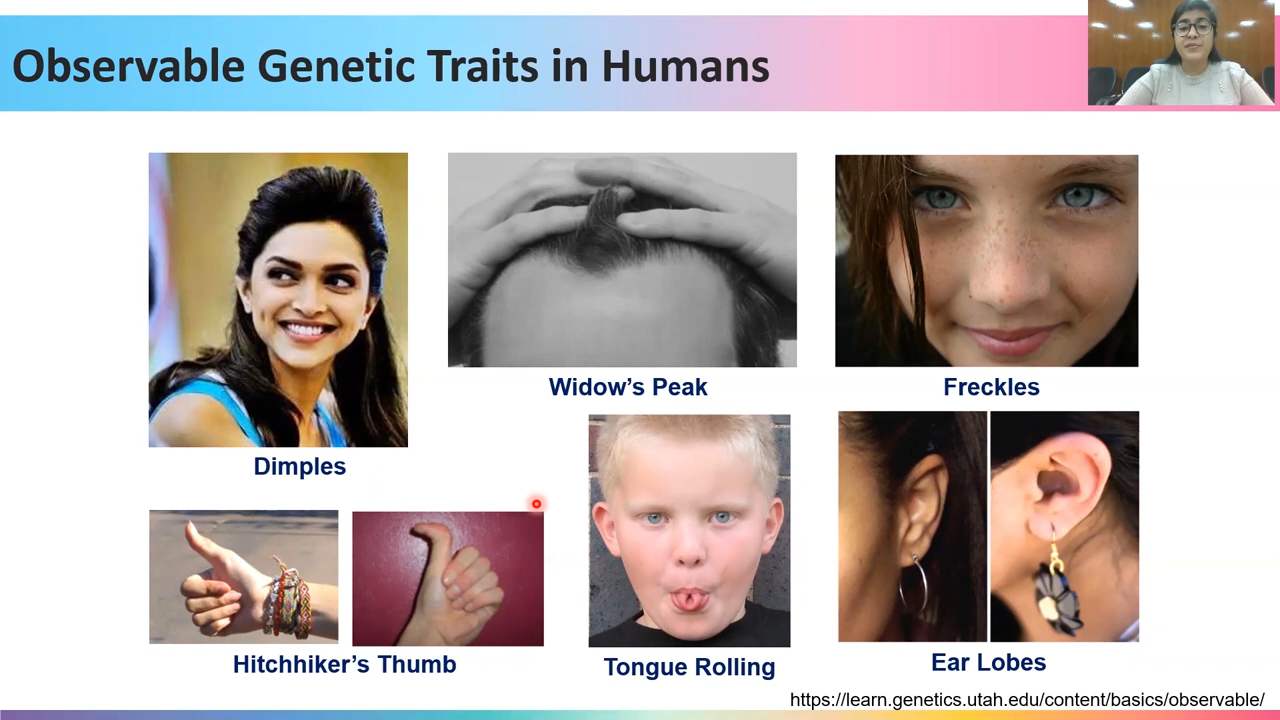 Observable Genetic Traits in Humans
Widow’s Peak
Freckles
Dimples
Hitchhiker’s Thumb
Tongue Rolling
Ear Lobes
https://learn.genetics.utah.edu/content/basics/observable/